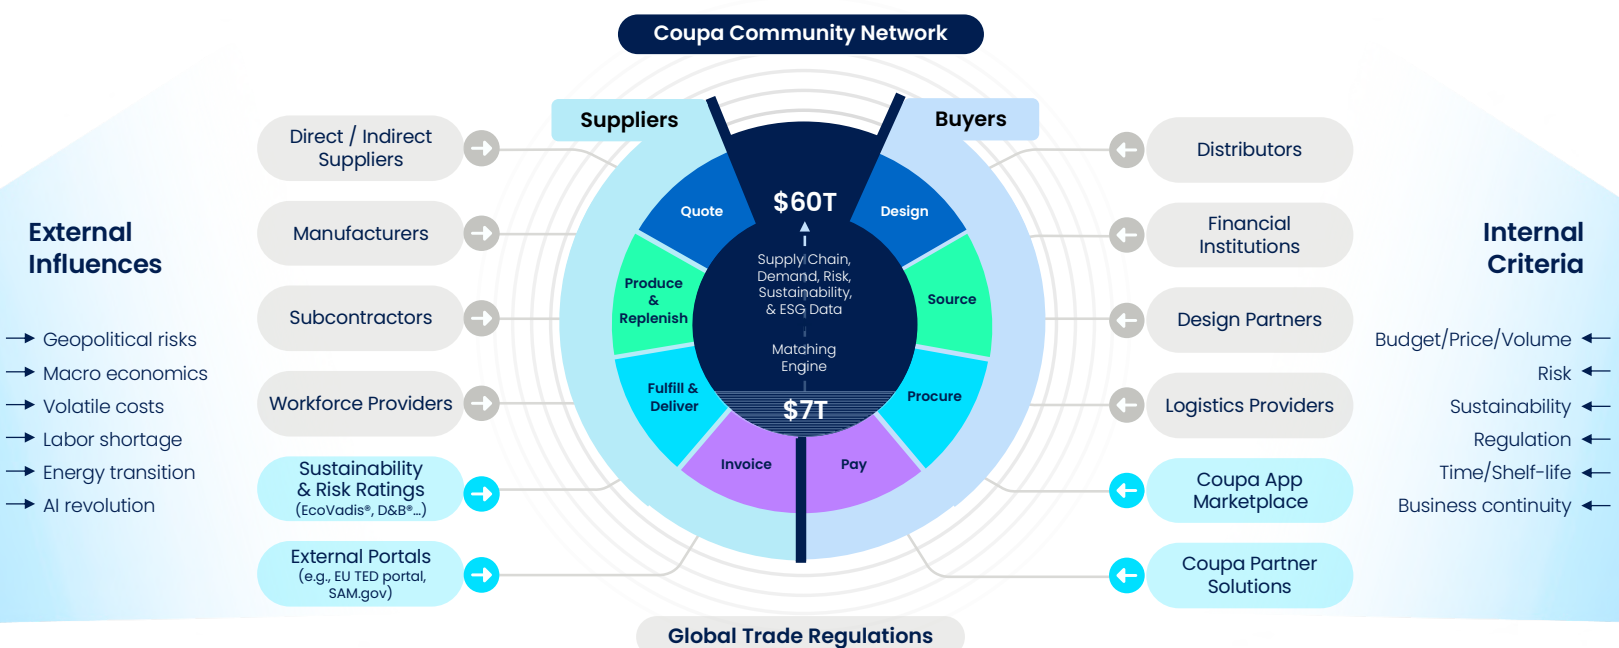 Coupa Community Network
Suppliers
Buyers
External
Influences
Geopolitical risks
Macro economics
Volatile costs
Labor shortage
Energy transition
AI revolution
Direct / Indirect
Suppliers
Manufacturers
Subcontractors
Workforce Providers
Sustainability
& Risk Ratings
(EcoVadis®, D&B®...)
External Portals
(e.g., EU TED portal,
SAM.gov)
Quote
Produce
&
Replenish
Fulfill &
Deliver
Invoice
$60T
Supply Chain,
Demand, Risk,
Sustainability,
& ESG Data
Matching
Engine
$7T
Design
Source
Procure
Pay
Distributors
Financial
Institutions
Design Partners
Logistics Providers
Coupa App
Marketplace
Coupa Partner
Solutions
Internal
Criteria
Budget/Price/Volume
Risk
Sustainability
Regulation
Time/Shelf-life
Business continuity
Global Trade Regulations